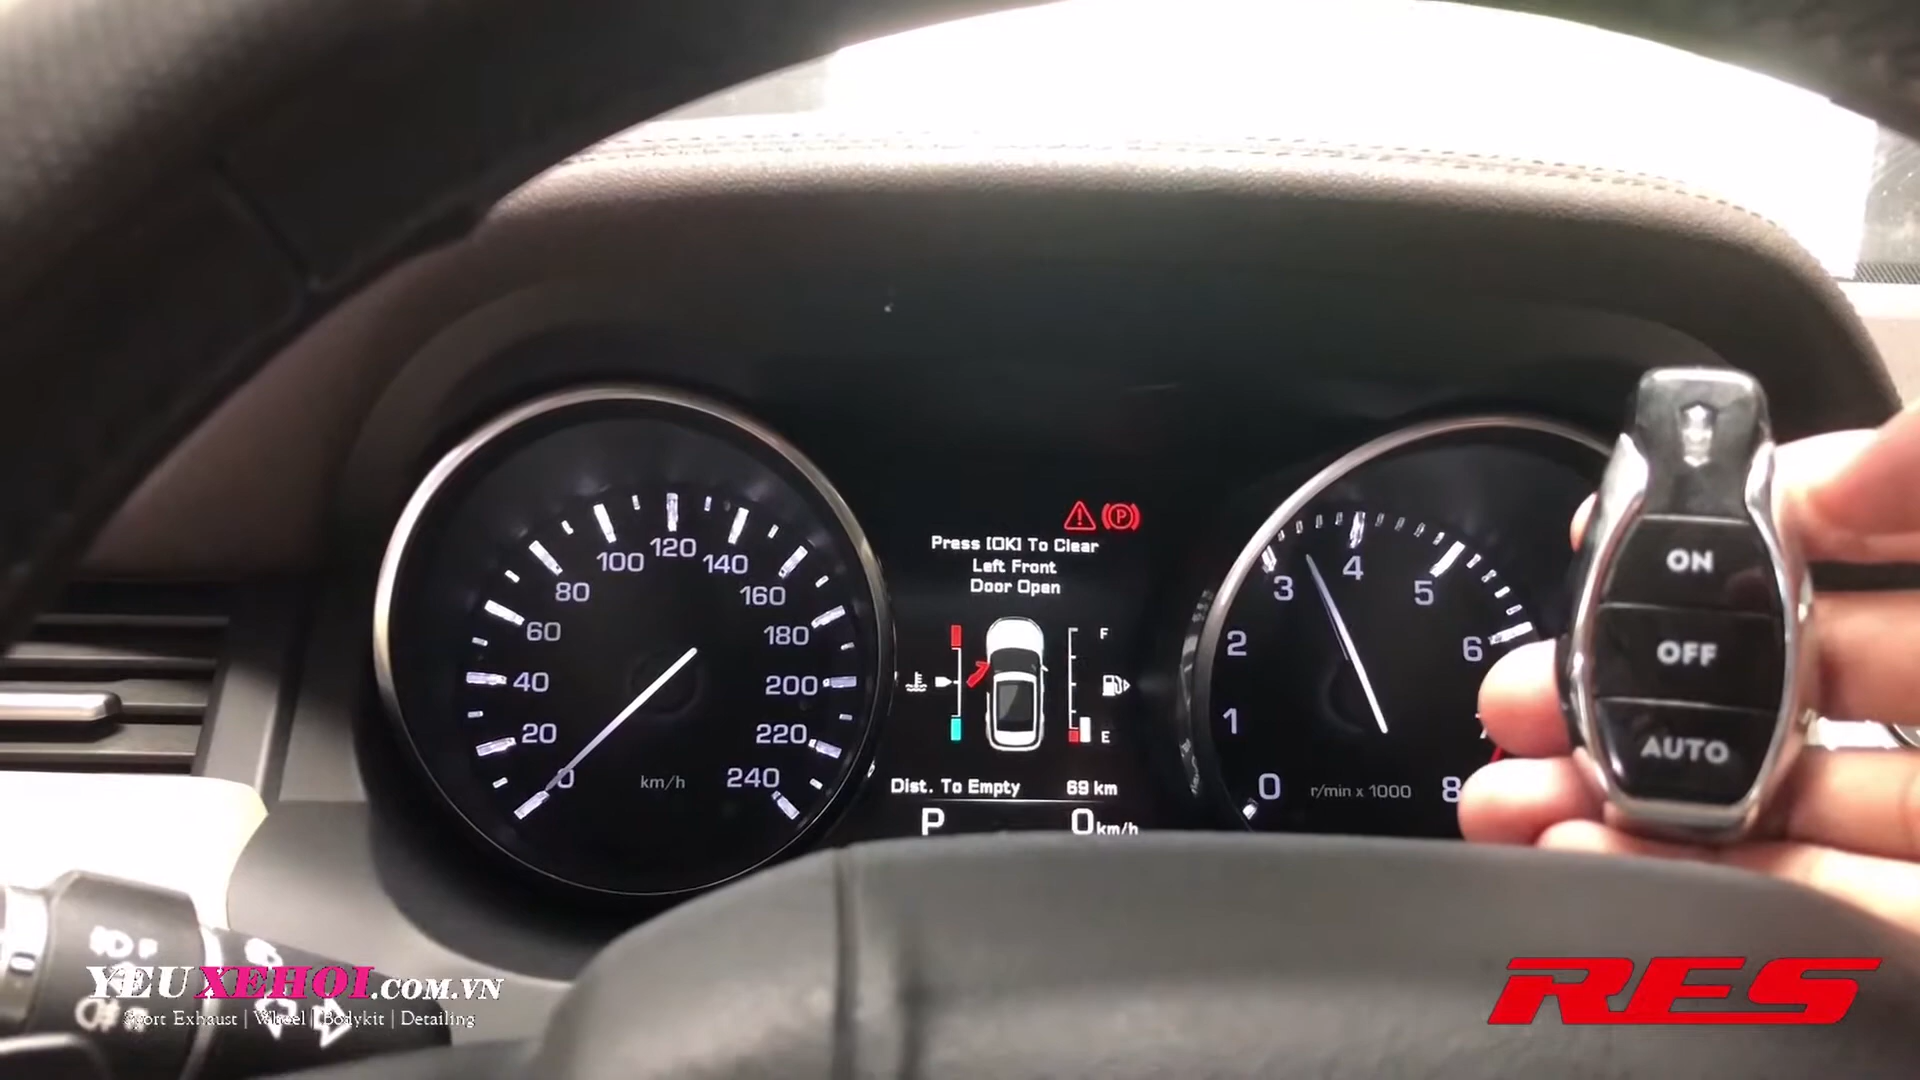 Press [OK] To Clear
Left Front
Door Open
F
E
Dist. To Empty 69 km
P 0 km/h
0
20
40
60
80
100
120
140
160
180
200
220
240
km/h
0
1
2
3
4
5
6
8
r/min x 1000
ON
OFF
AUTO
YEUXEHOI.COM.VN
Sport Exhaust | Wheel | Bodykit | Detailing
RES